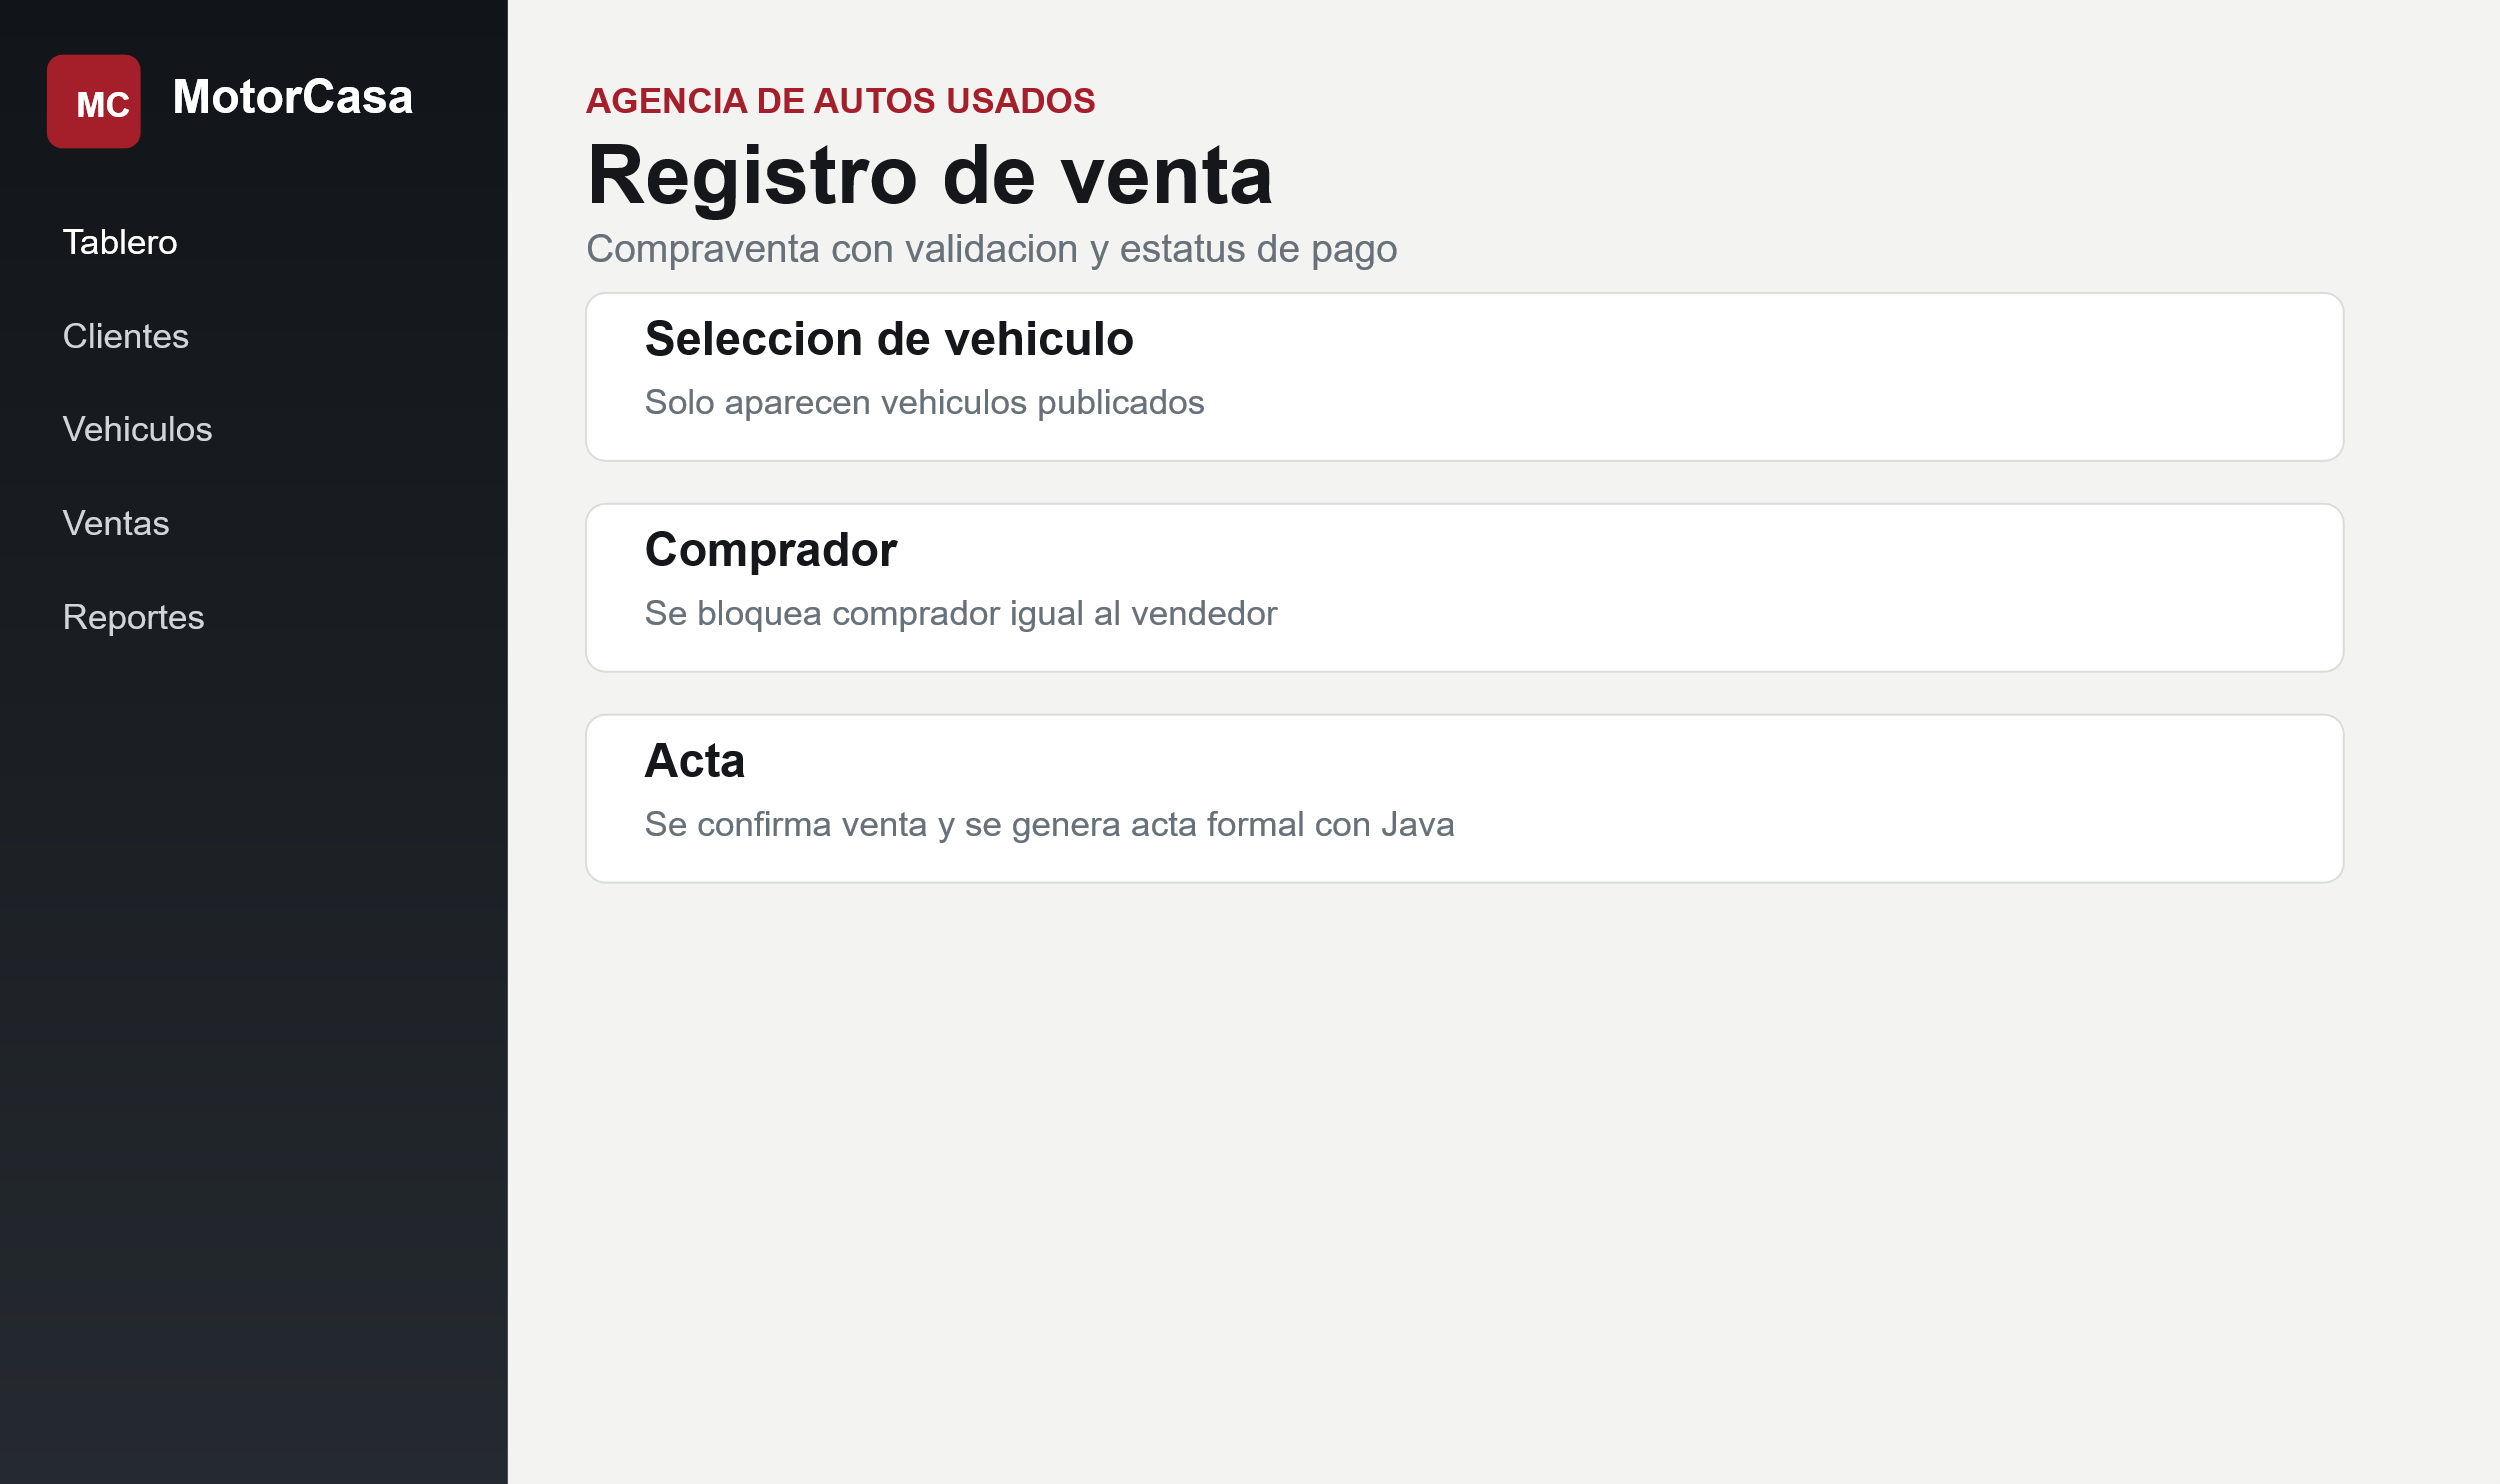 MC
MotorCasa
Tablero
Clientes
Vehiculos
Ventas
Reportes
AGENCIA DE AUTOS USADOS
Registro de venta
Compraventa con validacion y estatus de pago
Seleccion de vehiculo
Solo aparecen vehiculos publicados
Comprador
Se bloquea comprador igual al vendedor
Acta
Se confirma venta y se genera acta formal con Java